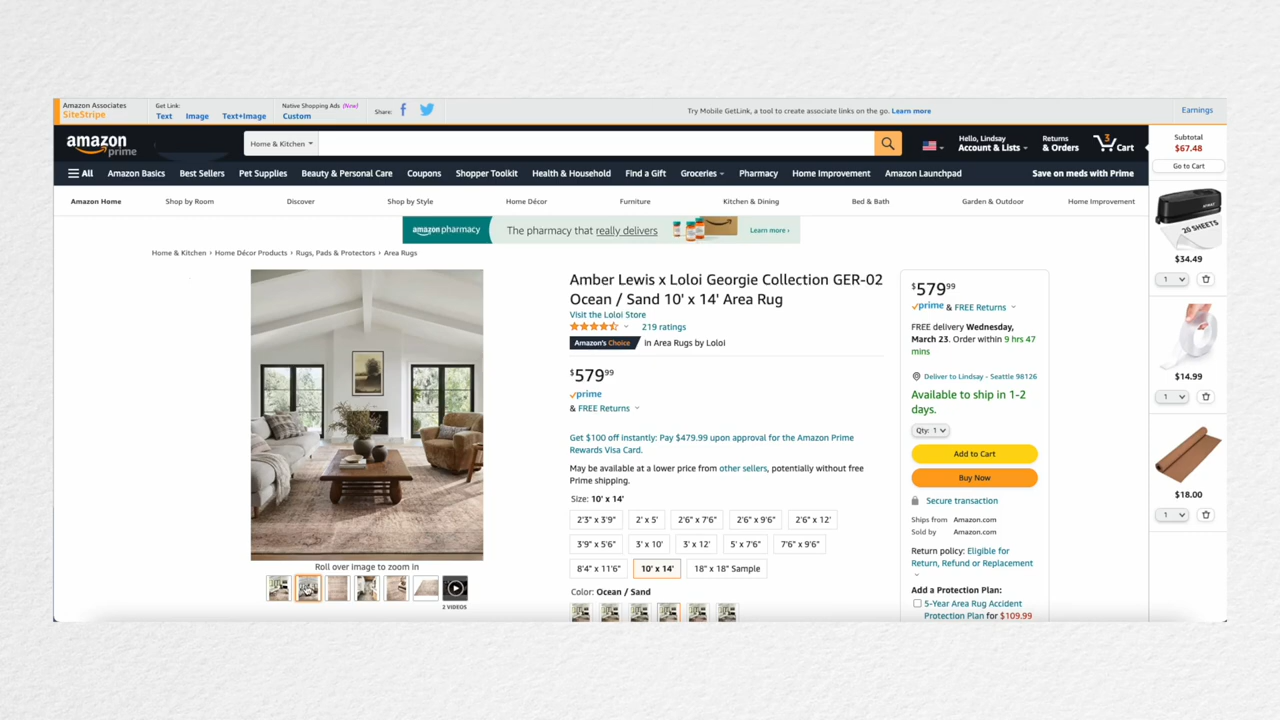 Amazon Associates
SiteStripe
Get Link:
Text Image Text+Image
Native Shopping Ads (New)
Custom
Share:
Try Mobile GetLink, a tool to create associate links on the go. Learn more
Earnings
amazon
prime
Home & Kitchen
Hello, Lindsay
Account & Lists
Returns
& Orders
3
Cart
All Amazon Basics Best Sellers Pet Supplies Beauty & Personal Care Coupons Shopper Toolkit Health & Household Find a Gift Groceries Pharmacy Home Improvement Amazon Launchpad Save on meds with Prime
Amazon Home Shop by Room Discover Shop by Style Home Décor Furniture Kitchen & Dining Bed & Bath Garden & Outdoor Home Improvement
amazon pharmacy The pharmacy that really delivers Learn more ›
Home & Kitchen › Home Décor Products › Rugs, Pads & Protectors › Area Rugs
Roll over image to zoom in
2 VIDEOS
Amber Lewis x Loloi Georgie Collection GER-02
Ocean / Sand 10' x 14' Area Rug
Visit the Loloi Store
219 ratings
Amazon's Choice in Area Rugs by Loloi
$579.99
prime
& FREE Returns
Get $100 off instantly: Pay $479.99 upon approval for the Amazon Prime
Rewards Visa Card.
May be available at a lower price from other sellers, potentially without free
Prime shipping.
Size: 10' x 14'
2'3" x 3'9" 2' x 5' 2'6" x 7'6" 2'6" x 9'6" 2'6" x 12'
3'9" x 5'6" 3' x 10' 3' x 12' 5' x 7'6" 7'6" x 9'6"
8'4" x 11'6" 10' x 14' 18" x 18" Sample
Color: Ocean / Sand
$579.99
prime & FREE Returns
FREE delivery Wednesday,
March 23. Order within 9 hrs 47
mins
Deliver to Lindsay - Seattle 98126
Available to ship in 1-2
days.
Qty: 1
Add to Cart
Buy Now
Secure transaction
Ships from Amazon.com
Sold by Amazon.com
Return policy: Eligible for
Return, Refund or Replacement
Add a Protection Plan:
5-Year Area Rug Accident
Protection Plan for $109.99
Subtotal
$67.48
Go to Cart
20 SHEETS
$34.49
1
$14.99
1
$18.00
1